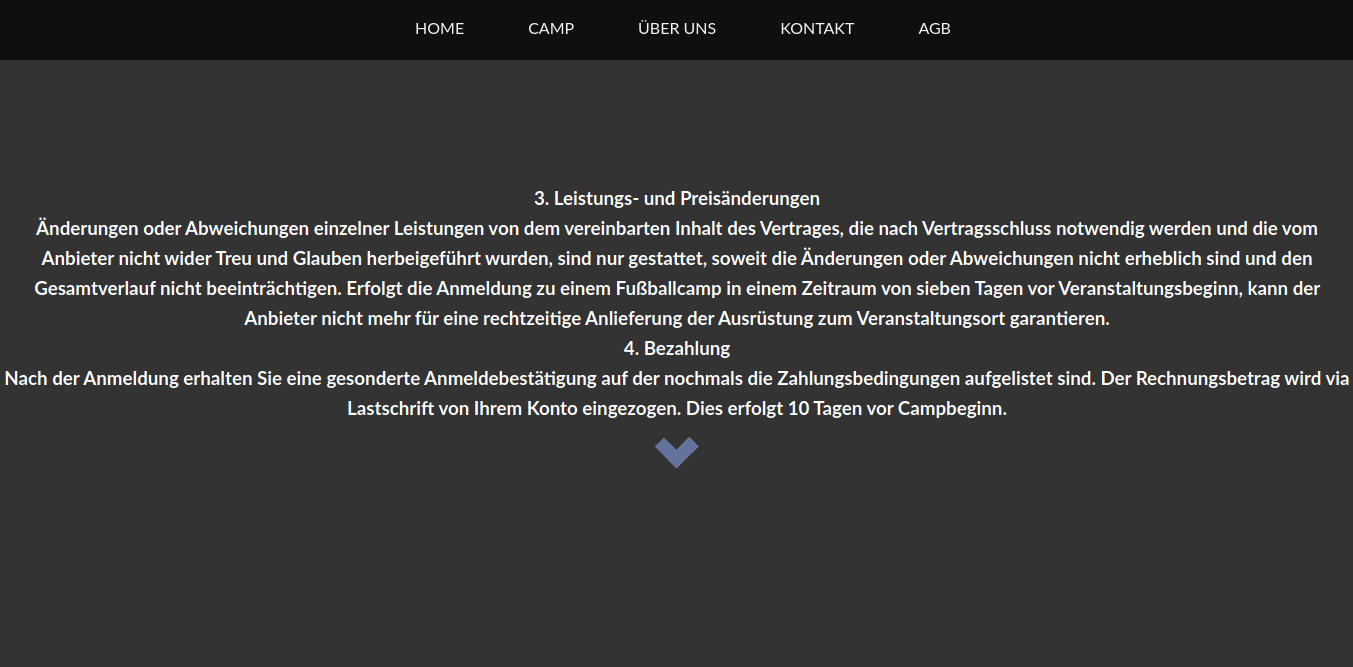 HOME CAMP ÜBER UNS KONTAKT AGB
3. Leistungs- und Preisänderungen
Änderungen oder Abweichungen einzelner Leistungen von dem vereinbarten Inhalt des Vertrages, die nach Vertragsschluss notwendig werden und die vom
Anbieter nicht wider Treu und Glauben herbeigeführt wurden, sind nur gestattet, soweit die Änderungen oder Abweichungen nicht erheblich sind und den
Gesamtverlauf nicht beeinträchtigen. Erfolgt die Anmeldung zu einem Fußballcamp in einem Zeitraum von sieben Tagen vor Veranstaltungsbeginn, kann der
Anbieter nicht mehr für eine rechtzeitige Anlieferung der Ausrüstung zum Veranstaltungsort garantieren.
4. Bezahlung
Nach der Anmeldung erhalten Sie eine gesonderte Anmeldebestätigung auf der nochmals die Zahlungsbedingungen aufgelistet sind. Der Rechnungsbetrag wird via
Lastschrift von Ihrem Konto eingezogen. Dies erfolgt 10 Tagen vor Campbeginn.